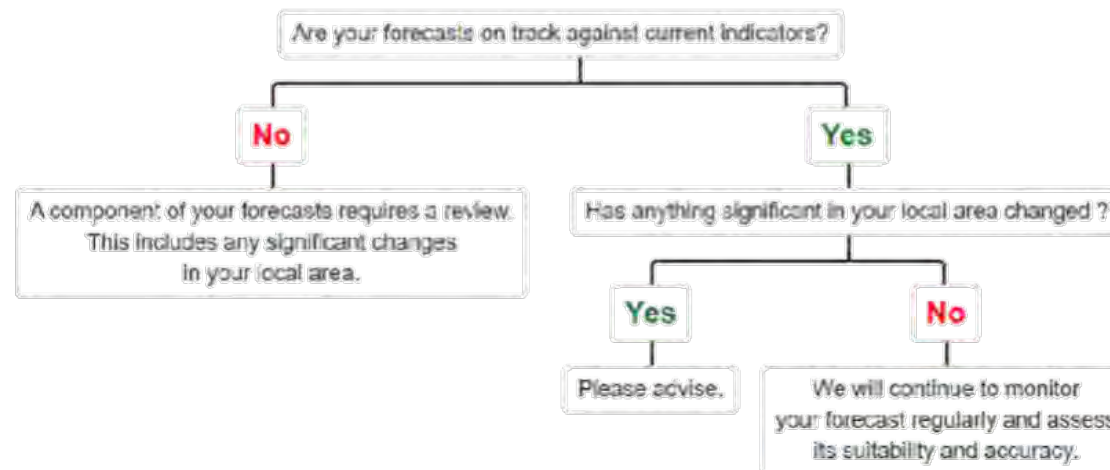 Are your forecasts on track against current indicators?
No
Yes
A component of your forecasts requires a review.
This includes any significant changes
in your local area.
Has anything significant in your local area changed ?
Yes
No
Please advise.
We will continue to monitor
your forecast regularly and assess
its suitability and accuracy.